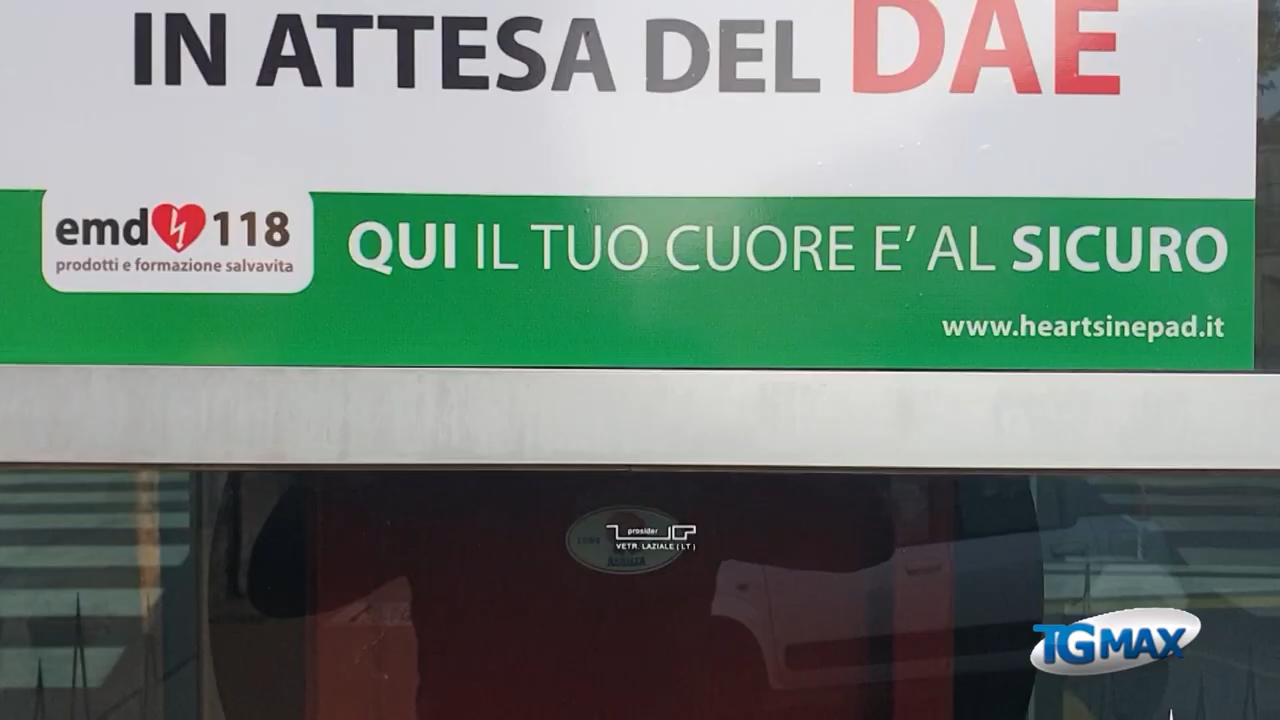 IN ATTESA DEL DAE
emd 118
prodotti e formazione salvavita
QUI IL TUO CUORE E’ AL SICURO
www.heartsinepad.it
prosider
VETR. LAZIALE (LT)
TGMAX